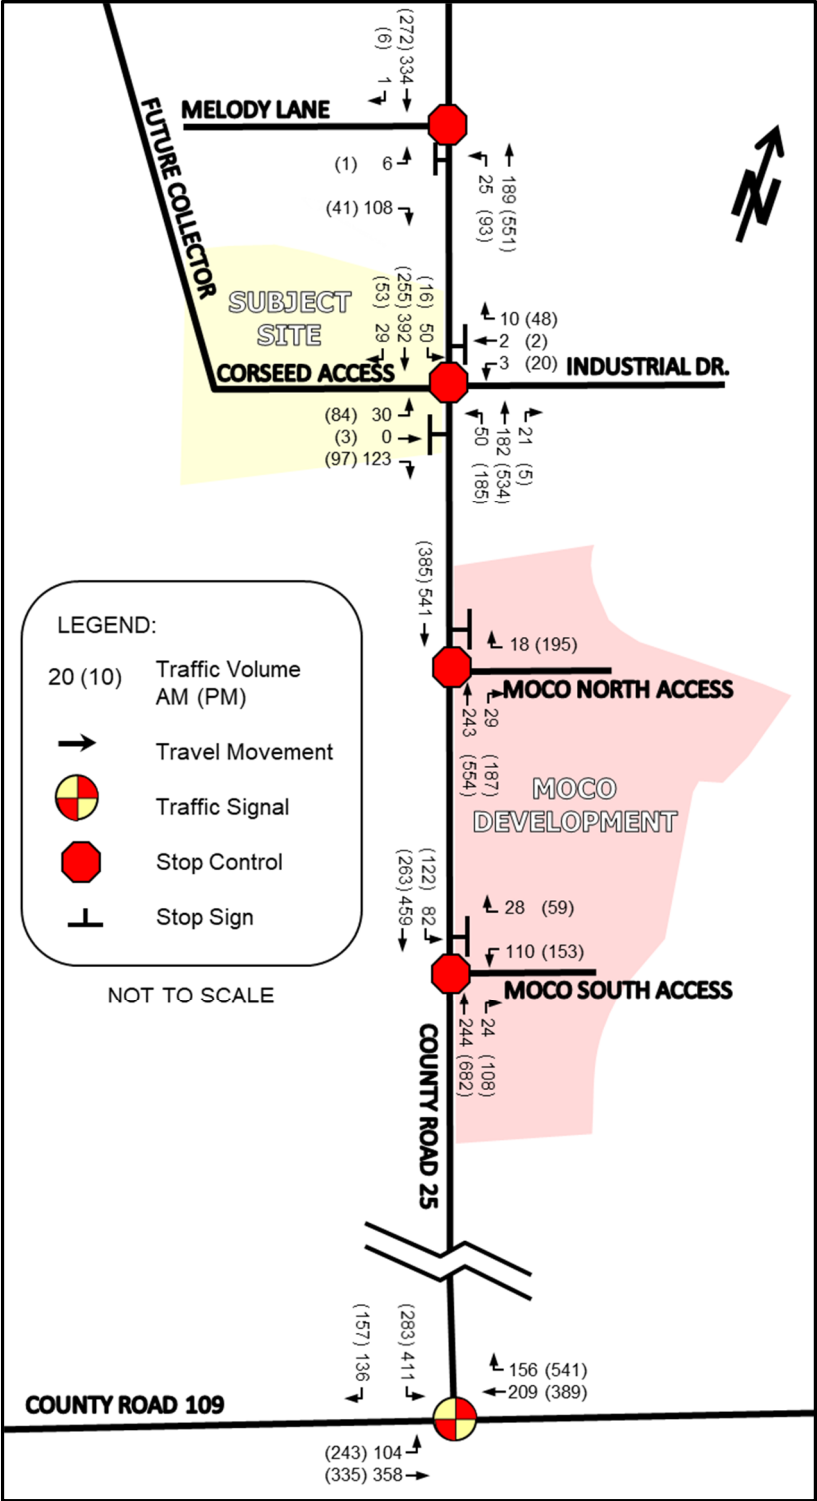 (272) 334
(6) 1
MELODY LANE
FUTURE COLLECTOR
(1) 6
(41) 108
189 (551)
25 (93)
N
SUBJECT
SITE
(16) 50
(255) 392
(53) 29
10 (48)
2 (2)
3 (20)
CORSEED ACCESS
INDUSTRIAL DR.
(84) 30
(3) 0
(97) 123
21 (5)
182 (534)
50 (185)
(385) 541
18 (195)
MOCO NORTH ACCESS
29 (187)
243 (554)
MOCO
DEVELOPMENT
LEGEND:
20 (10)
Traffic Volume
AM (PM)
Travel Movement
Traffic Signal
Stop Control
Stop Sign
NOT TO SCALE
(122) 82
(263) 459
28 (59)
110 (153)
MOCO SOUTH ACCESS
24 (108)
244 (682)
COUNTY ROAD 25
(283) 411
(157) 136
156 (541)
209 (389)
COUNTY ROAD 109
(243) 104
(335) 358